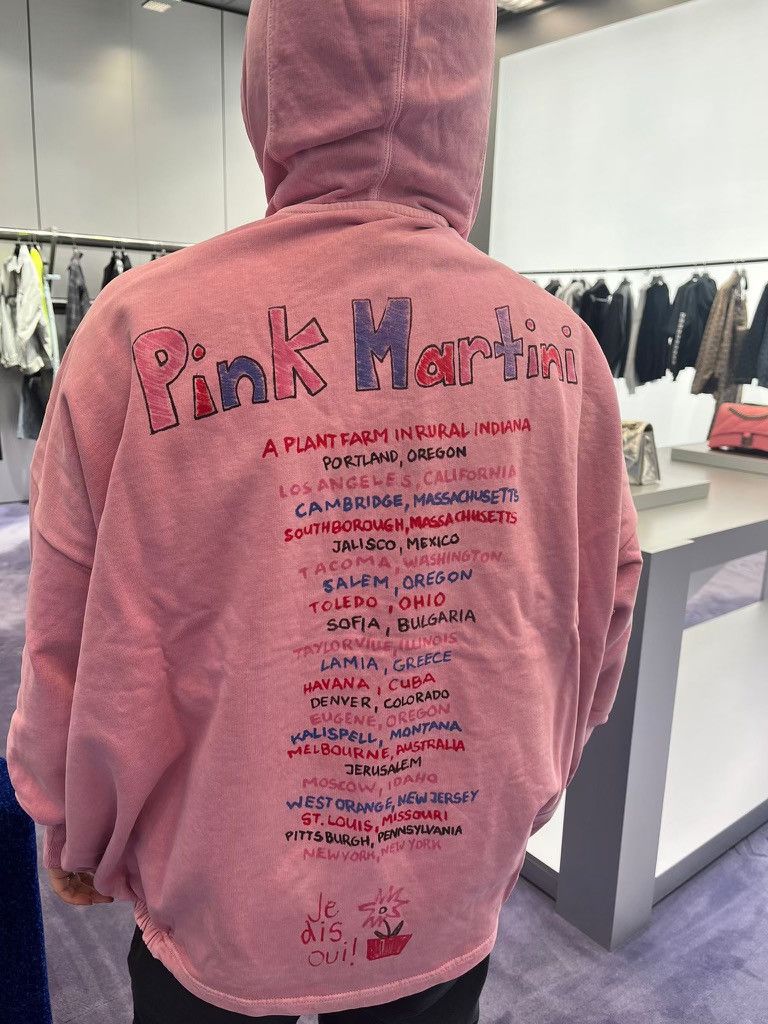 Pink Martini
A PLANT FARM IN RURAL INDIANA
PORTLAND, OREGON
LOS ANGELES, CALIFORNIA
CAMBRIDGE, MASSACHUSETTS
SOUTHBOROUGH, MASSACHUSETTS
JALISCO, MEXICO
TACOMA, WASHINGTON
SALEM, OREGON
TOLEDO, OHIO
SOFIA, BULGARIA
TAYLORVILLE, ILLINOIS
LAMIA, GREECE
HAVANA, CUBA
DENVER, COLORADO
EUGENE, OREGON
KALISPELL, MONTANA
MELBOURNE, AUSTRALIA
JERUSALEM
MOSCOW, IDAHO
WEST ORANGE, NEW JERSEY
ST. LOUIS, MISSOURI
PITTSBURGH, PENNSYLVANIA
NEW YORK, NEW YORK
Je
dis
oui!